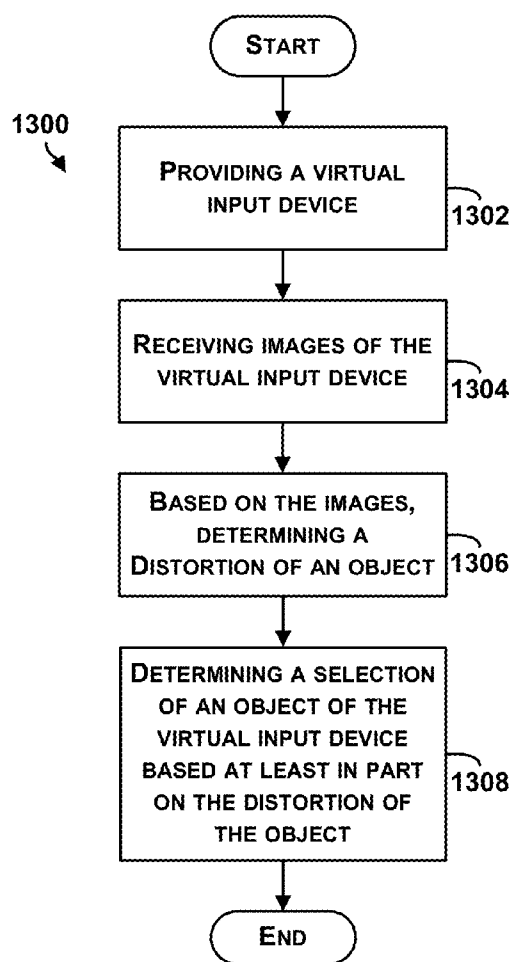 START
1300
PROVIDING A VIRTUAL
INPUT DEVICE
1302
RECEIVING IMAGES OF THE
VIRTUAL INPUT DEVICE
1304
BASED ON THE IMAGES,
DETERMINING A
DISTORTION OF AN OBJECT
1306
DETERMINING A SELECTION
OF AN OBJECT OF THE
VIRTUAL INPUT DEVICE
BASED AT LEAST IN PART
ON THE DISTORTION OF
THE OBJECT
1308
END